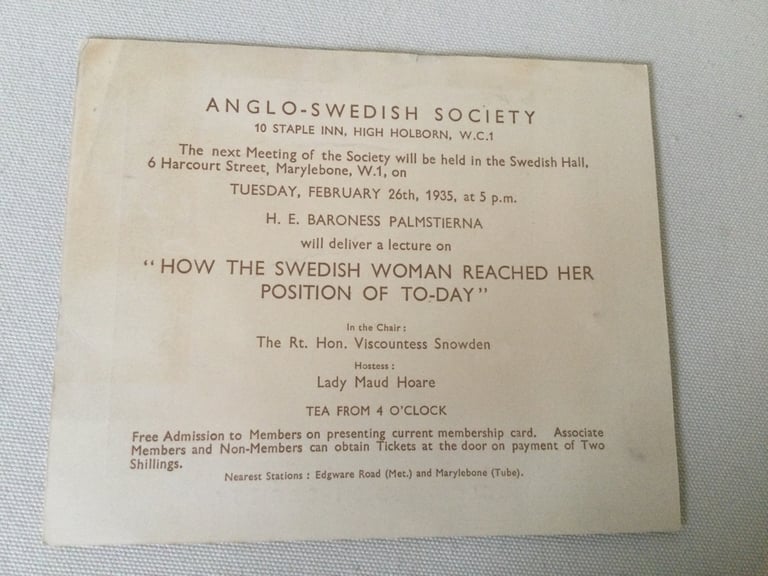 ANGLO-SWEDISH SOCIETY
10 STAPLE INN, HIGH HOLBORN, W.C.1
The next Meeting of the Society will be held in the Swedish Hall,
6 Harcourt Street, Marylebone, W.1, on
TUESDAY, FEBRUARY 26th, 1935, at 5 p.m.
H. E. BARONESS PALMSTIERNA
will deliver a lecture on
“HOW THE SWEDISH WOMAN REACHED HER
POSITION OF TO-DAY”
In the Chair :
The Rt. Hon. Viscountess Snowden
Hostess :
Lady Maud Hoare
TEA FROM 4 O'CLOCK
Free Admission to Members on presenting current membership card. Associate
Members and Non-Members can obtain Tickets at the door on payment of Two
Shillings.
Nearest Stations : Edgware Road (Met.) and Marylebone (Tube).